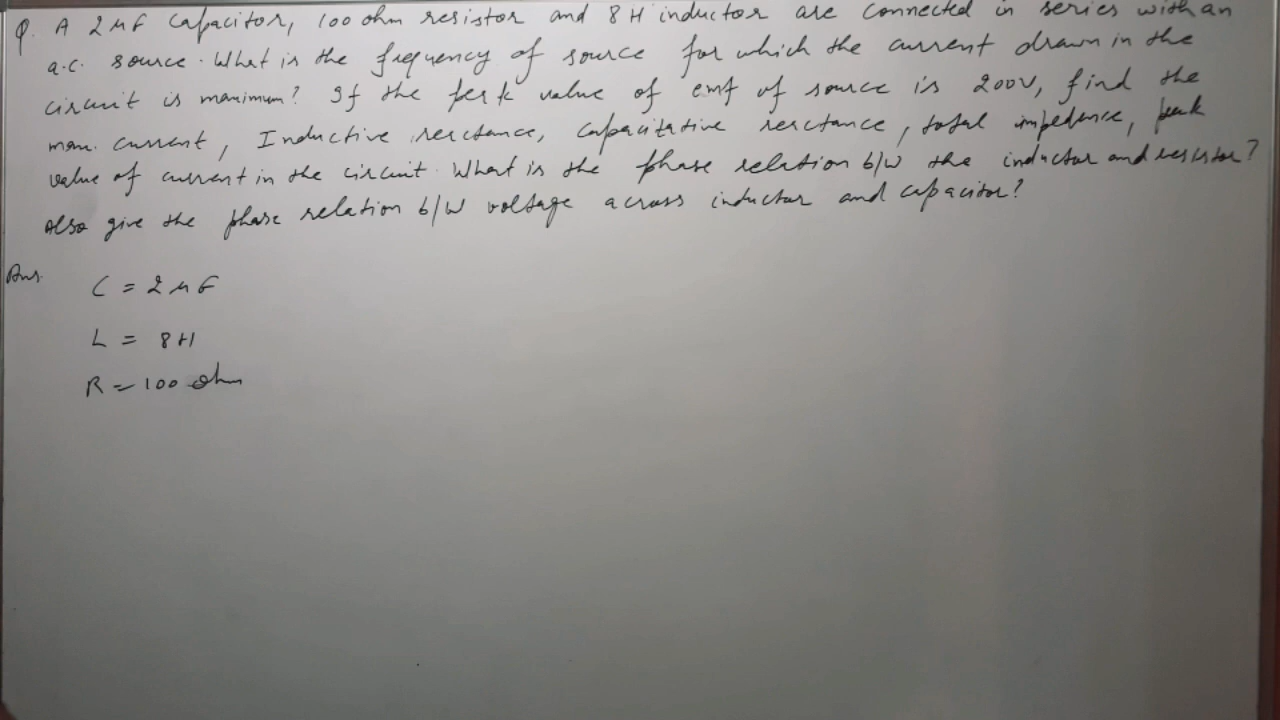 Q. A 2μF capacitor, 100 ohm resistor and 8H inductor are connected in series with an
a.c. source. What is the frequency of source for which the current drawn in the
circuit is maximum? If the peak value of emf of source is 200V, find the
max. current, Inductive reactance, Capacitative reactance, total impedence, peak
value of current in the circuit. What is the phase relation b/w the inductor and resistor?
Also give the phase relation b/w voltage across inductor and capacitor?
Ans. C = 2μF
L = 8H
R = 100 ohm